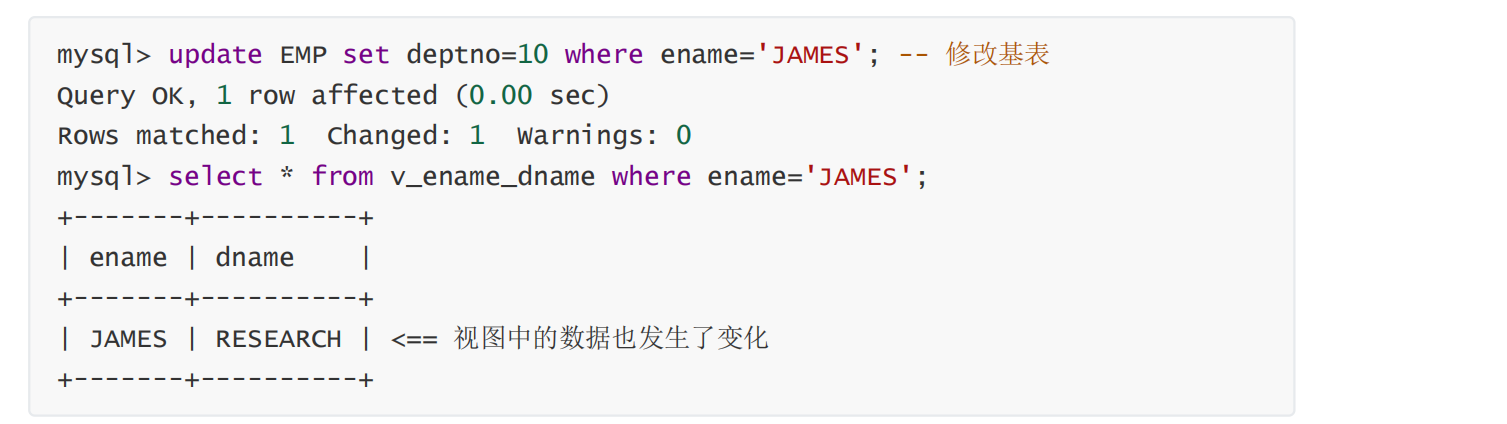 mysql> update EMP set deptno=10 where ename='JAMES'; -- 修改基表
Query OK, 1 row affected (0.00 sec)
Rows matched: 1  Changed: 1  Warnings: 0
mysql> select * from v_ename_dname where ename='JAMES';
+-------+----------+
| ename | dname    |
+-------+----------+
| JAMES | RESEARCH | <== 视图中的数据也发生了变化
+-------+----------+